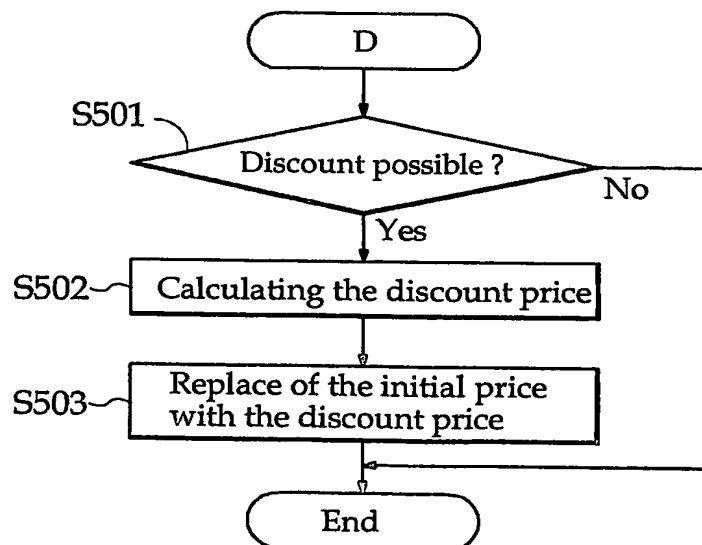 D
S501
Discount possible ?
No
Yes
S502
Calculating the discount price
S503
Replace of the initial price
with the discount price
End